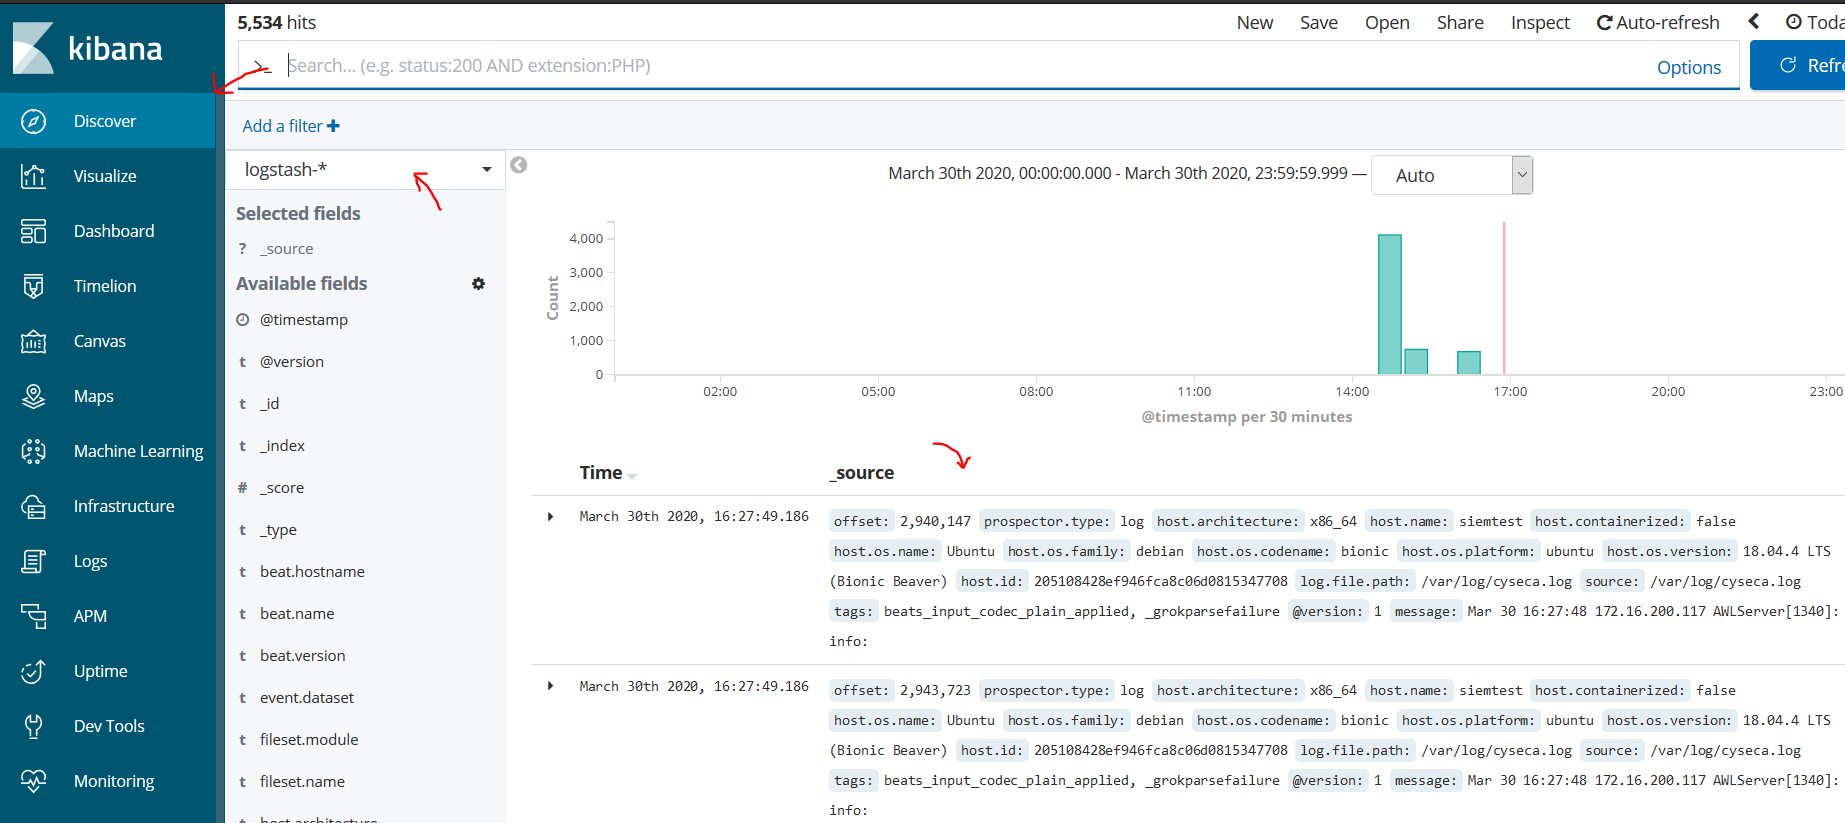 kibana
Discover
Visualize
Dashboard
Timelion
Canvas
Maps
Machine Learning
Infrastructure
Logs
APM
Uptime
Dev Tools
Monitoring
5,534 hits
New Save Open Share Inspect Auto-refresh
>_ Search... (e.g. status:200 AND extension:PHP) Options
Add a filter +
logstash-*
Selected fields
? _source
Available fields
@timestamp
t @version
t _id
t _index
# _score
t _type
t beat.hostname
t beat.name
t beat.version
t event.dataset
t fileset.module
t fileset.name
March 30th 2020, 00:00:00.000 - March 30th 2020, 23:59:59.999 — Auto
Count
4,000
3,000
2,000
1,000
0
02:00 05:00 08:00 11:00 14:00 17:00 20:00 23:00
@timestamp per 30 minutes
Time _source
March 30th 2020, 16:27:49.186 offset: 2,940,147 prospector.type: log host.architecture: x86_64 host.name: siemtest host.containerized: false
host.os.name: Ubuntu host.os.family: debian host.os.codename: bionic host.os.platform: ubuntu host.os.version: 18.04.4 LTS
(Bionic Beaver) host.id: 205108428ef946fca8c06d0815347708 log.file.path: /var/log/cyseca.log source: /var/log/cyseca.log
tags: beats_input_codec_plain_applied, _grokparsefailure @version: 1 message: Mar 30 16:27:48 172.16.200.117 AWLServer[1340]:
info:
March 30th 2020, 16:27:49.186 offset: 2,943,723 prospector.type: log host.architecture: x86_64 host.name: siemtest host.containerized: false
host.os.name: Ubuntu host.os.family: debian host.os.codename: bionic host.os.platform: ubuntu host.os.version: 18.04.4 LTS
(Bionic Beaver) host.id: 205108428ef946fca8c06d0815347708 log.file.path: /var/log/cyseca.log source: /var/log/cyseca.log
tags: beats_input_codec_plain_applied, _grokparsefailure @version: 1 message: Mar 30 16:27:48 172.16.200.117 AWLServer[1340]:
info: